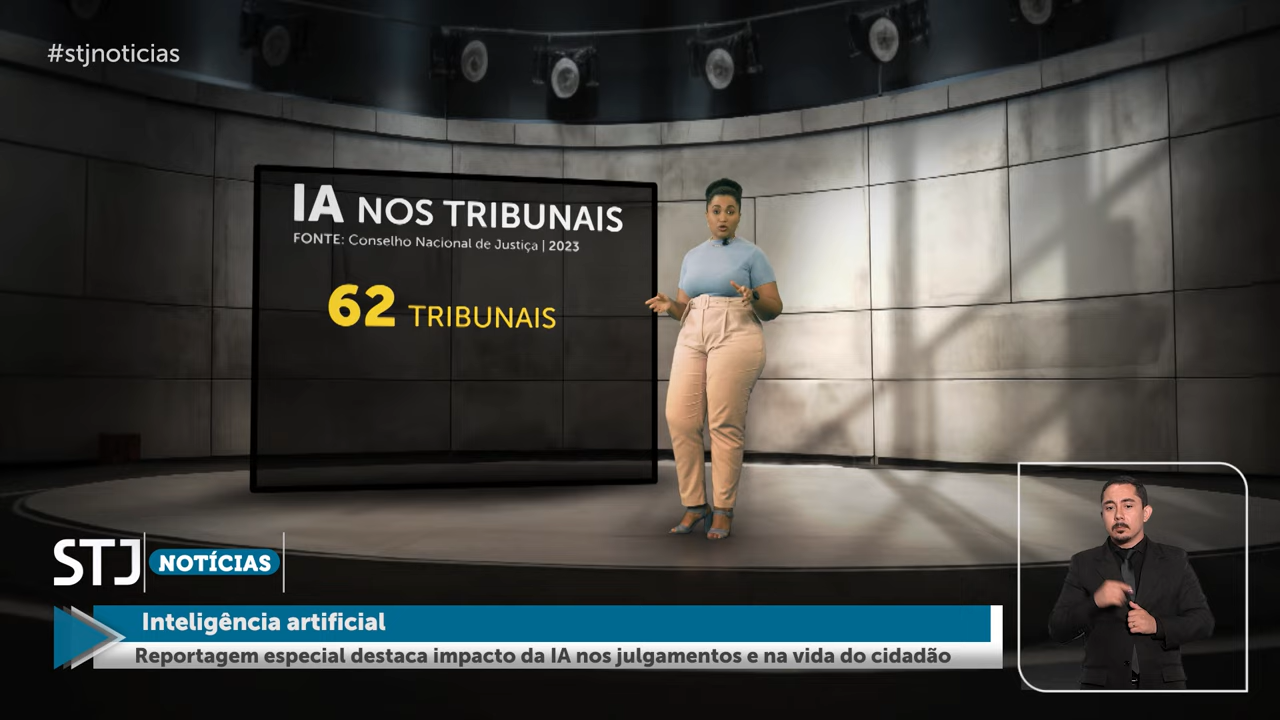 #stjnoticias
IA NOS TRIBUNAIS
FONTE: Conselho Nacional de Justiça | 2023
62 TRIBUNAIS
STJ NOTÍCIAS
Inteligência artificial
Reportagem especial destaca impacto da IA nos julgamentos e na vida do cidadão